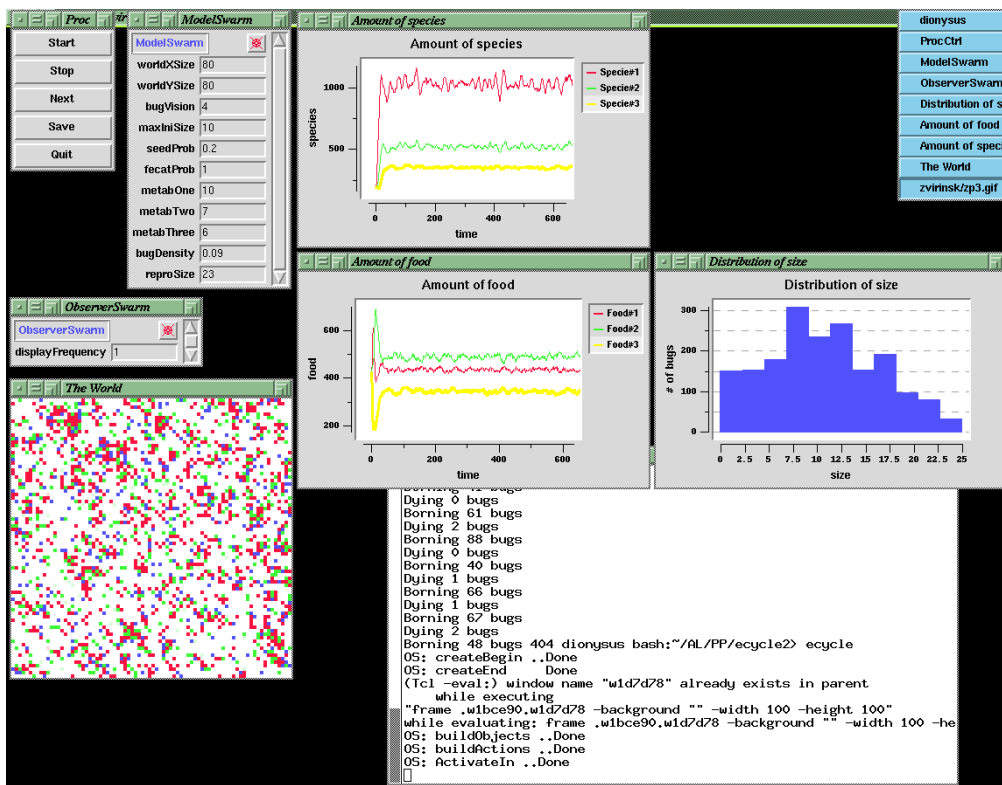 Proc
Start
Stop
Next
Save
Quit
ModelSwarm
ModelSwarm
worldXSize 80
worldYSize 80
bugVision 4
maxIniSize 10
seedProb 0.2
fecatProb 1
metabOne 10
metabTwo 7
metabThree 6
bugDensity 0.09
reproSize 23
ObserverSwarm
ObserverSwarm
displayFrequency 1
The World
Amount of species
Amount of species
species
1000
500
0 200 400 600
time
Specie#1
Specie#2
Specie#3
Amount of food
Amount of food
food
600
400
200
0 200 400 600
time
Food#1
Food#2
Food#3
Distribution of size
Distribution of size
# of bugs
300
200
100
0
0 2.5 5 7.5 10 12.5 15 17.5 20 22.5 25
size
dionysus
ProcCtrl
ModelSwarm
ObserverSwarm
Distribution of s
Amount of food
Amount of speci
The World
zvirinsk/zp3.gif
Dying 0 bugs
Borning 61 bugs
Dying 2 bugs
Borning 88 bugs
Dying 0 bugs
Borning 40 bugs
Dying 1 bugs
Borning 66 bugs
Dying 1 bugs
Borning 67 bugs
Dying 2 bugs
Borning 48 bugs 404 dionysus bash:~/AL/PP/ecycle2> ecycle
OS: createBegin ..Done
OS: createEnd   Done
(Tcl -eval:) window name "w1d7d78" already exists in parent
while executing
"frame .w1bce90.w1d7d78 -background "" -width 100 -height 100"
while evaluating: frame .w1bce90.w1d7d78 -background "" -width 100 -he
OS: buildObjects ..Done
OS: buildActions ..Done
OS: ActivateIn ..Done